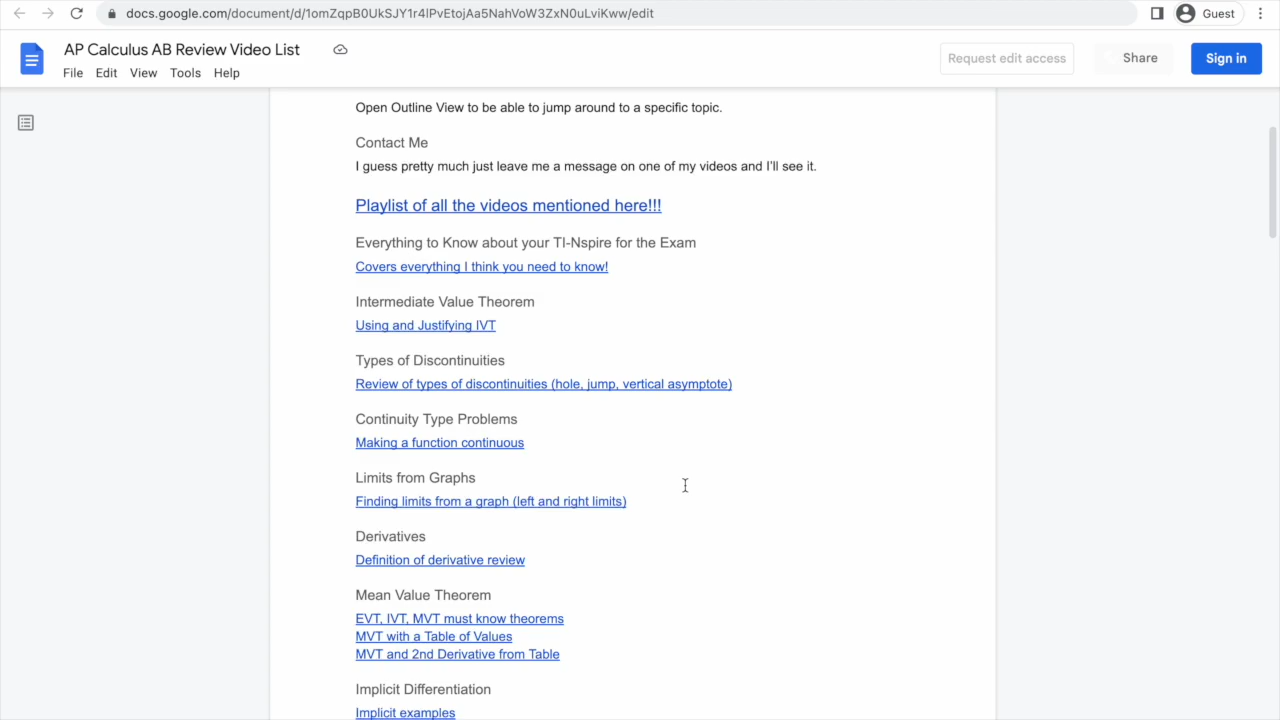 docs.google.com/document/d/1omZqpB0UkSJY1r4lPvEtojAa5NahVoW3ZxN0uLviKww/edit
Guest
AP Calculus AB Review Video List
File Edit View Tools Help
Request edit access
Share
Sign in
Open Outline View to be able to jump around to a specific topic.
Contact Me
I guess pretty much just leave me a message on one of my videos and I'll see it.
Playlist of all the videos mentioned here!!!
Everything to Know about your TI-Nspire for the Exam
Covers everything I think you need to know!
Intermediate Value Theorem
Using and Justifying IVT
Types of Discontinuities
Review of types of discontinuities (hole, jump, vertical asymptote)
Continuity Type Problems
Making a function continuous
Limits from Graphs
Finding limits from a graph (left and right limits)
Derivatives
Definition of derivative review
Mean Value Theorem
EVT, IVT, MVT must know theorems
MVT with a Table of Values
MVT and 2nd Derivative from Table
Implicit Differentiation
Implicit examples